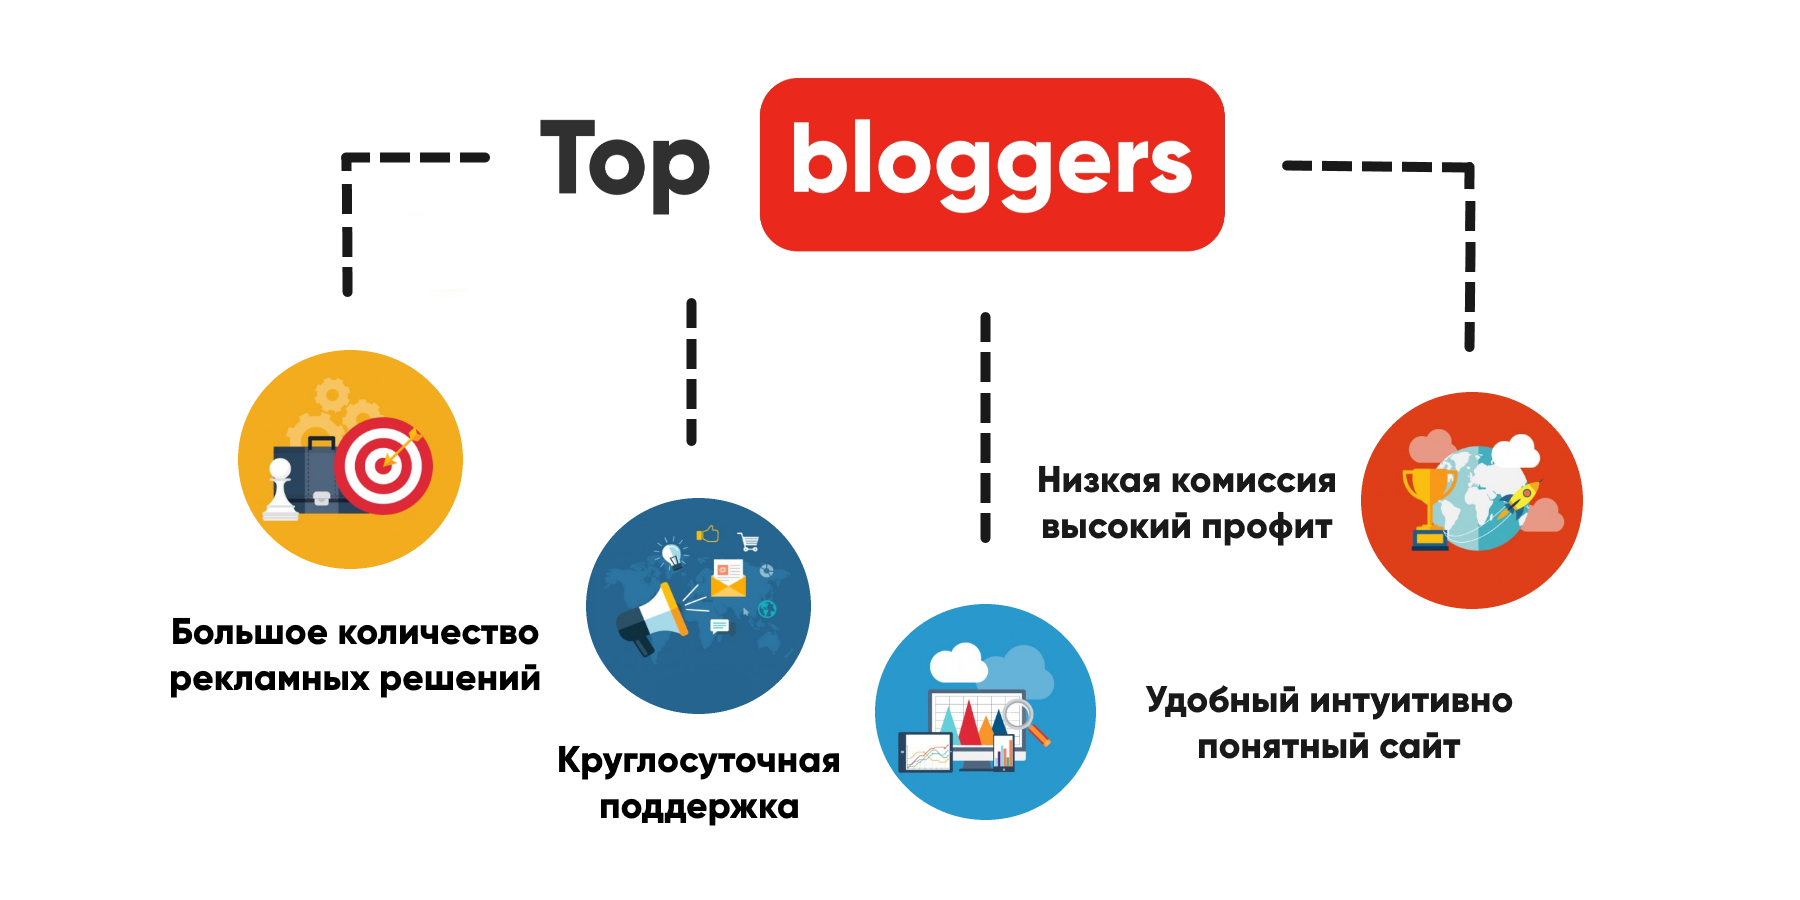 Top bloggers
Большое количество
рекламных решений
Круглосуточная
поддержка
Низкая комиссия
высокий профит
Удобный интуитивно
понятный сайт